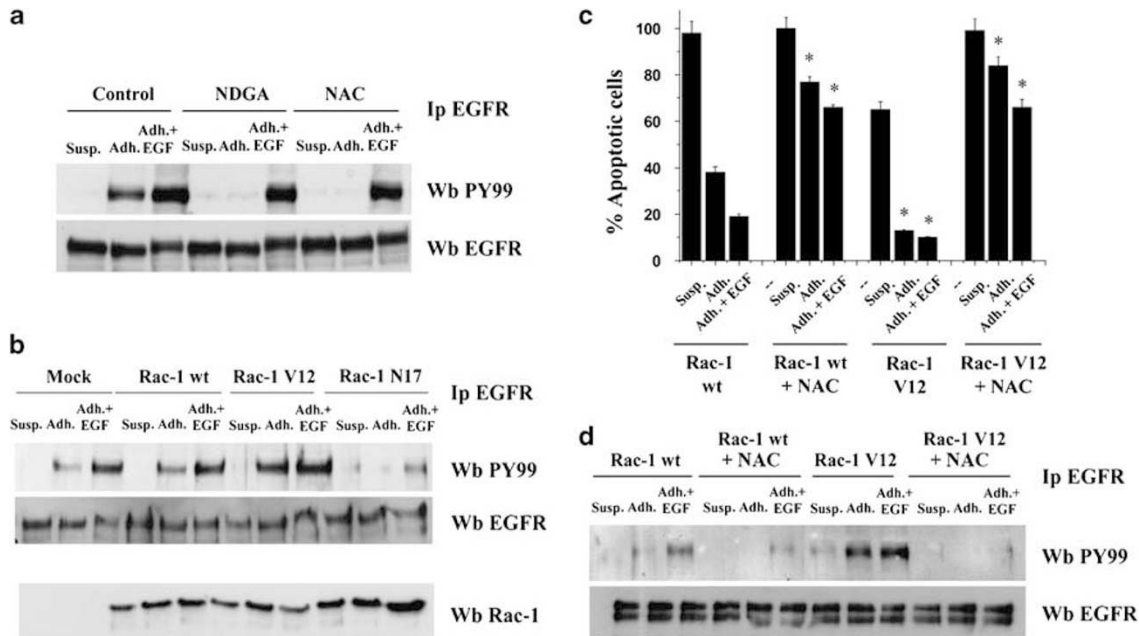 a
Control NDGA NAC
Ip EGFR
Susp. Adh. Adh.+ EGF Susp. Adh. Adh.+ EGF Susp. Adh. Adh.+ EGF
Wb PY99
Wb EGFR
b
Mock Rac-1 wt Rac-1 V12 Rac-1 N17
Ip EGFR
Susp. Adh. Adh.+ EGF Susp. Adh. Adh.+ EGF Susp. Adh. Adh.+ EGF Susp. Adh. Adh.+ EGF
Wb PY99
Wb EGFR
Wb Rac-1
c
% Apoptotic cells
100
80
60
40
20
0
* * * * * *
Susp. Adh. Adh. + EGF -- Susp. Adh. Adh. + EGF -- Susp. Adh. Adh. + EGF -- Susp. Adh. Adh. + EGF
Rac-1 wt
Rac-1 wt + NAC
Rac-1 V12
Rac-1 V12 + NAC
d
Rac-1 wt
Rac-1 wt + NAC
Rac-1 V12
Rac-1 V12 + NAC
Ip EGFR
Susp. Adh. Adh.+ EGF Susp. Adh. Adh.+ EGF Susp. Adh. Adh.+ EGF Susp. Adh. Adh.+ EGF
Wb PY99
Wb EGFR